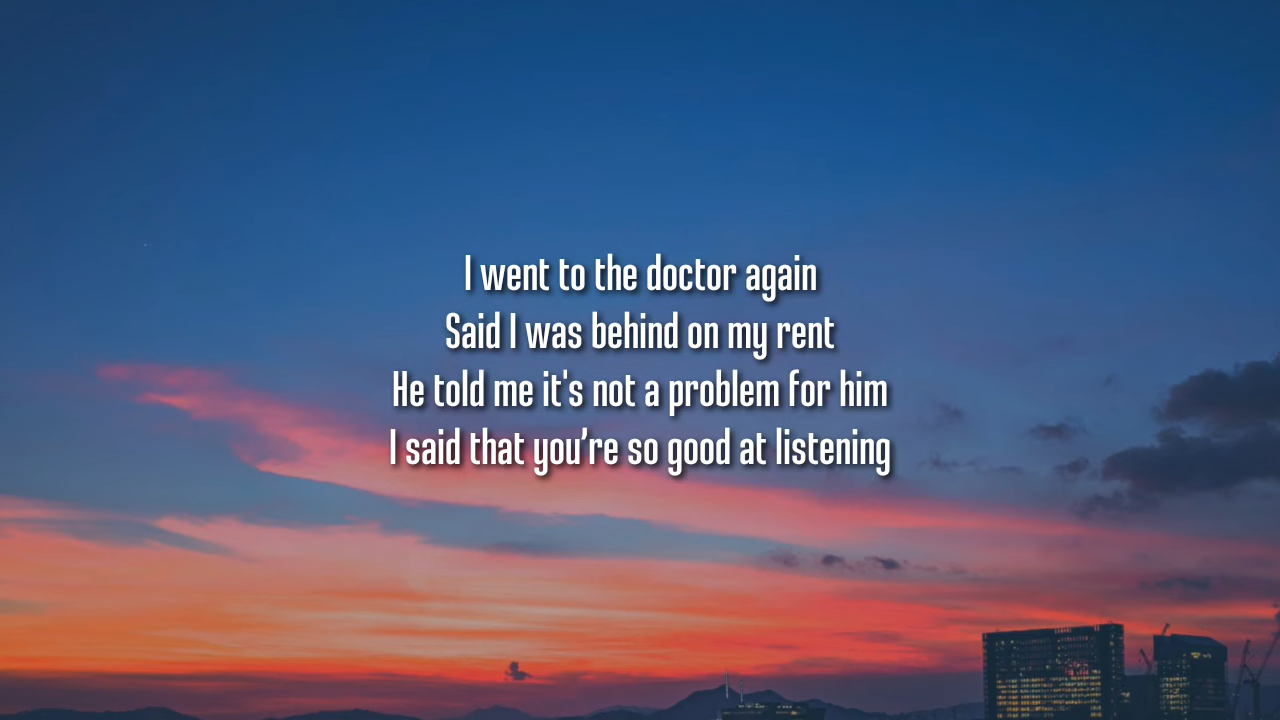 I went to the doctor again
Said I was behind on my rent
He told me it's not a problem for him
I said that you’re so good at listening